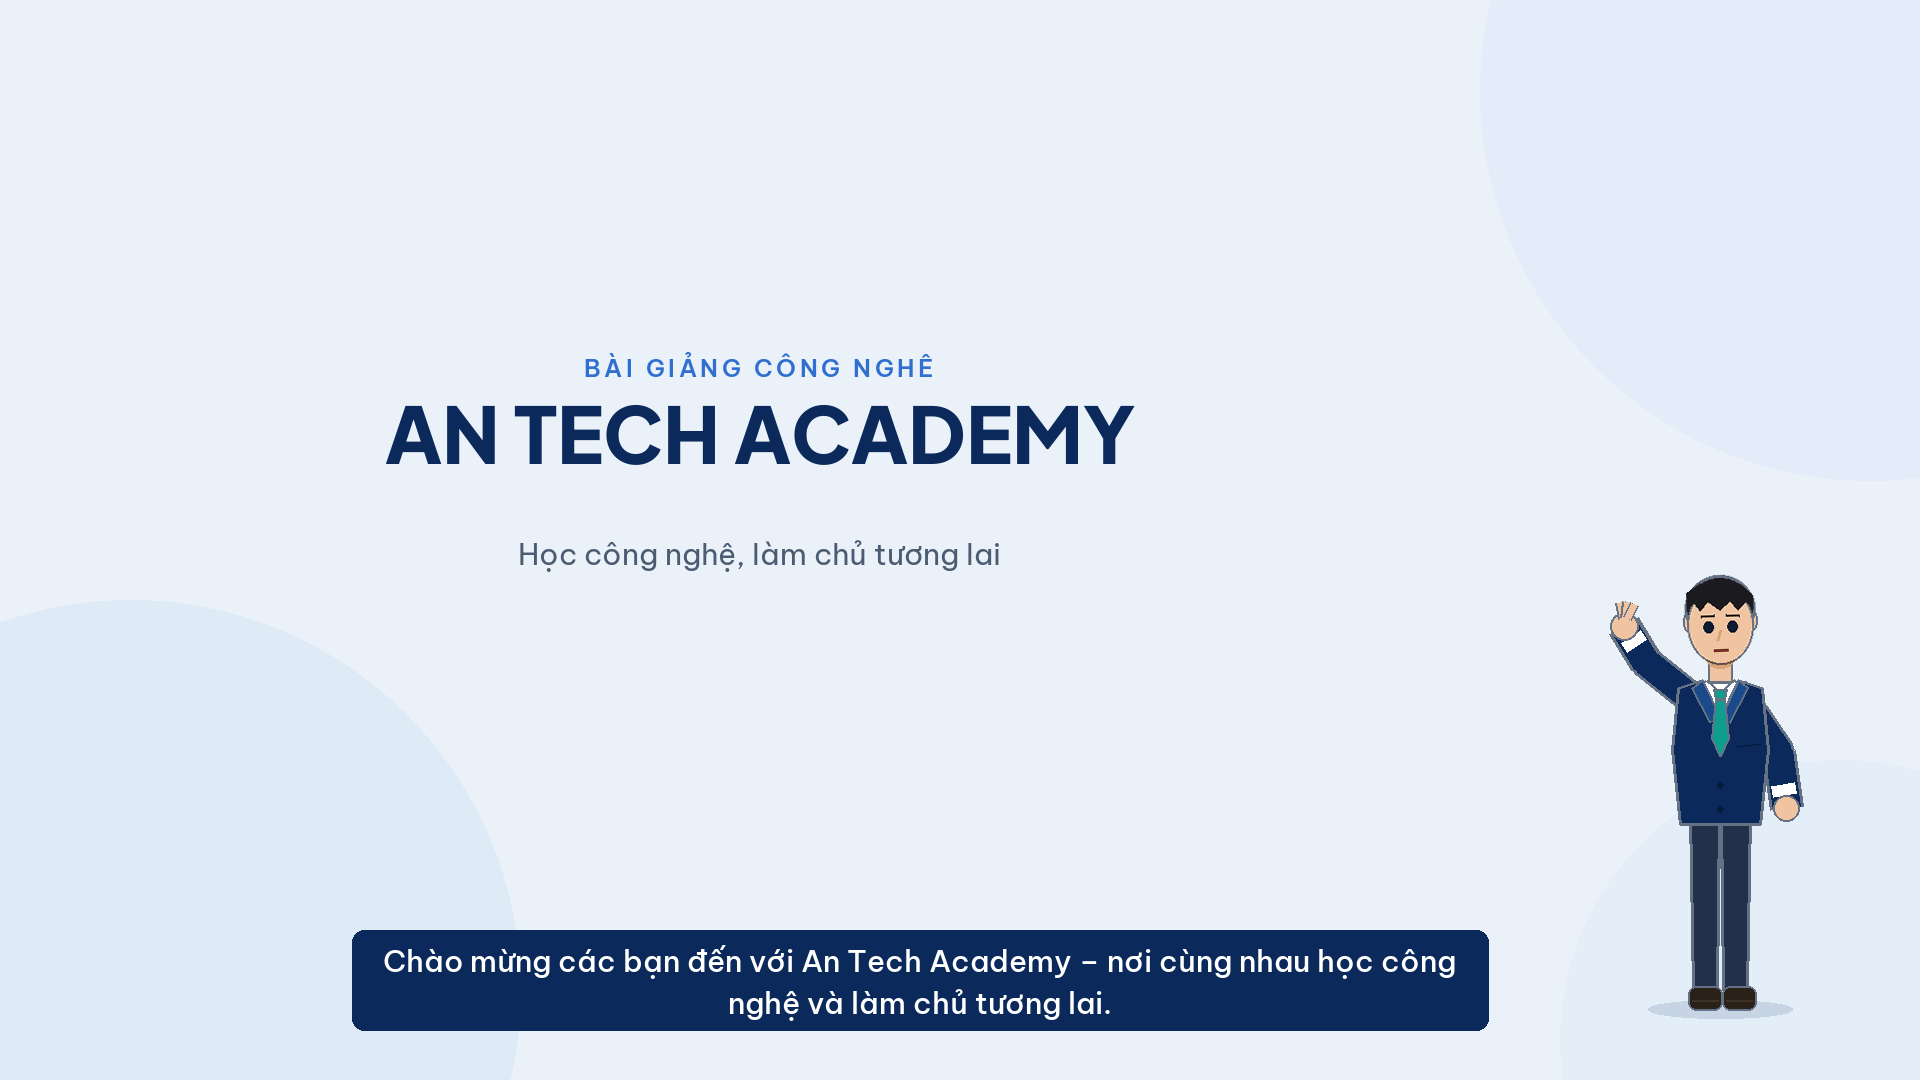 BÀI GIẢNG CÔNG NGHÊ
AN TECH ACADEMY
Học công nghệ, làm chủ tương lai
Chào mừng các bạn đến với An Tech Academy – nơi cùng nhau học công
nghệ và làm chủ tương lai.